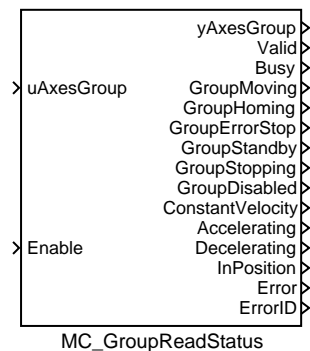 yAxesGroup
Valid
Busy
uAxesGroup
GroupMoving
GroupHoming
GroupErrorStop
GroupStandby
GroupStopping
GroupDisabled
ConstantVelocity
Accelerating
Enable
Decelerating
InPosition
Error
ErrorID
MC_GroupReadStatus